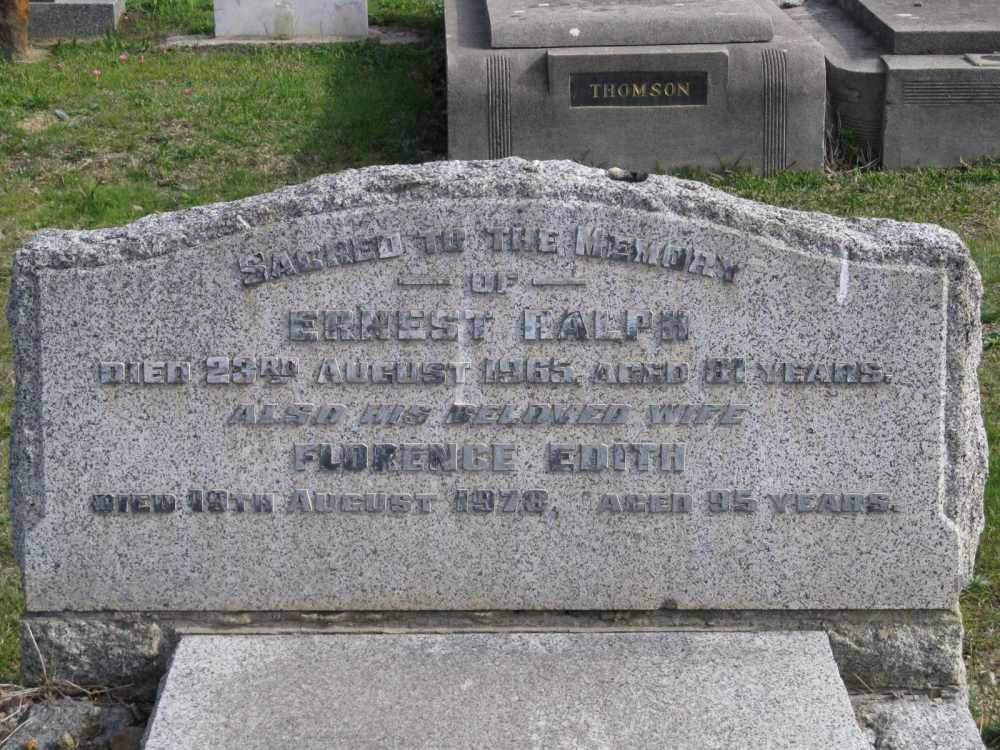 THOMSON
SACRED TO THE MEMORY
— OF —
ERNEST RALPH
DIED 23RD AUGUST 1965. AGED 81 YEARS.
ALSO HIS BELOVED WIFE
FLORENCE EDITH
DIED 19TH AUGUST 1978, AGED 95 YEARS.